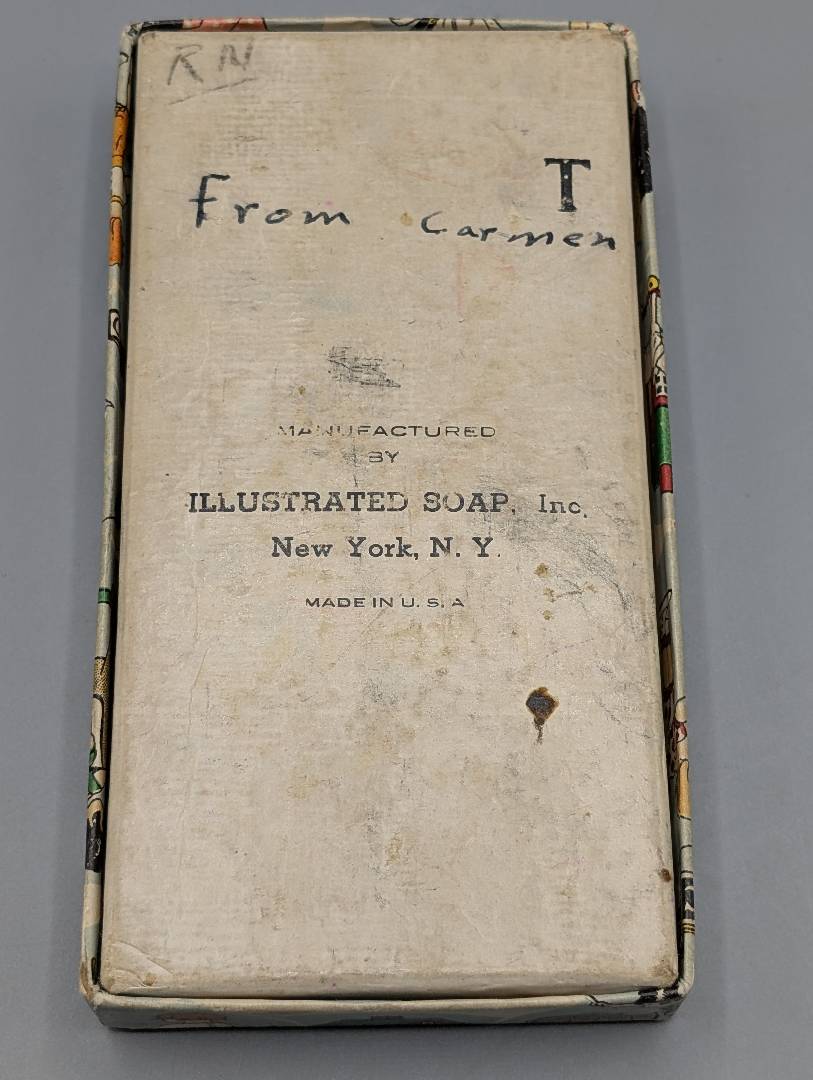 RN
T
From Carmen
MANUFACTURED
BY
ILLUSTRATED SOAP, Inc.
New York, N. Y.
MADE IN U. S. A